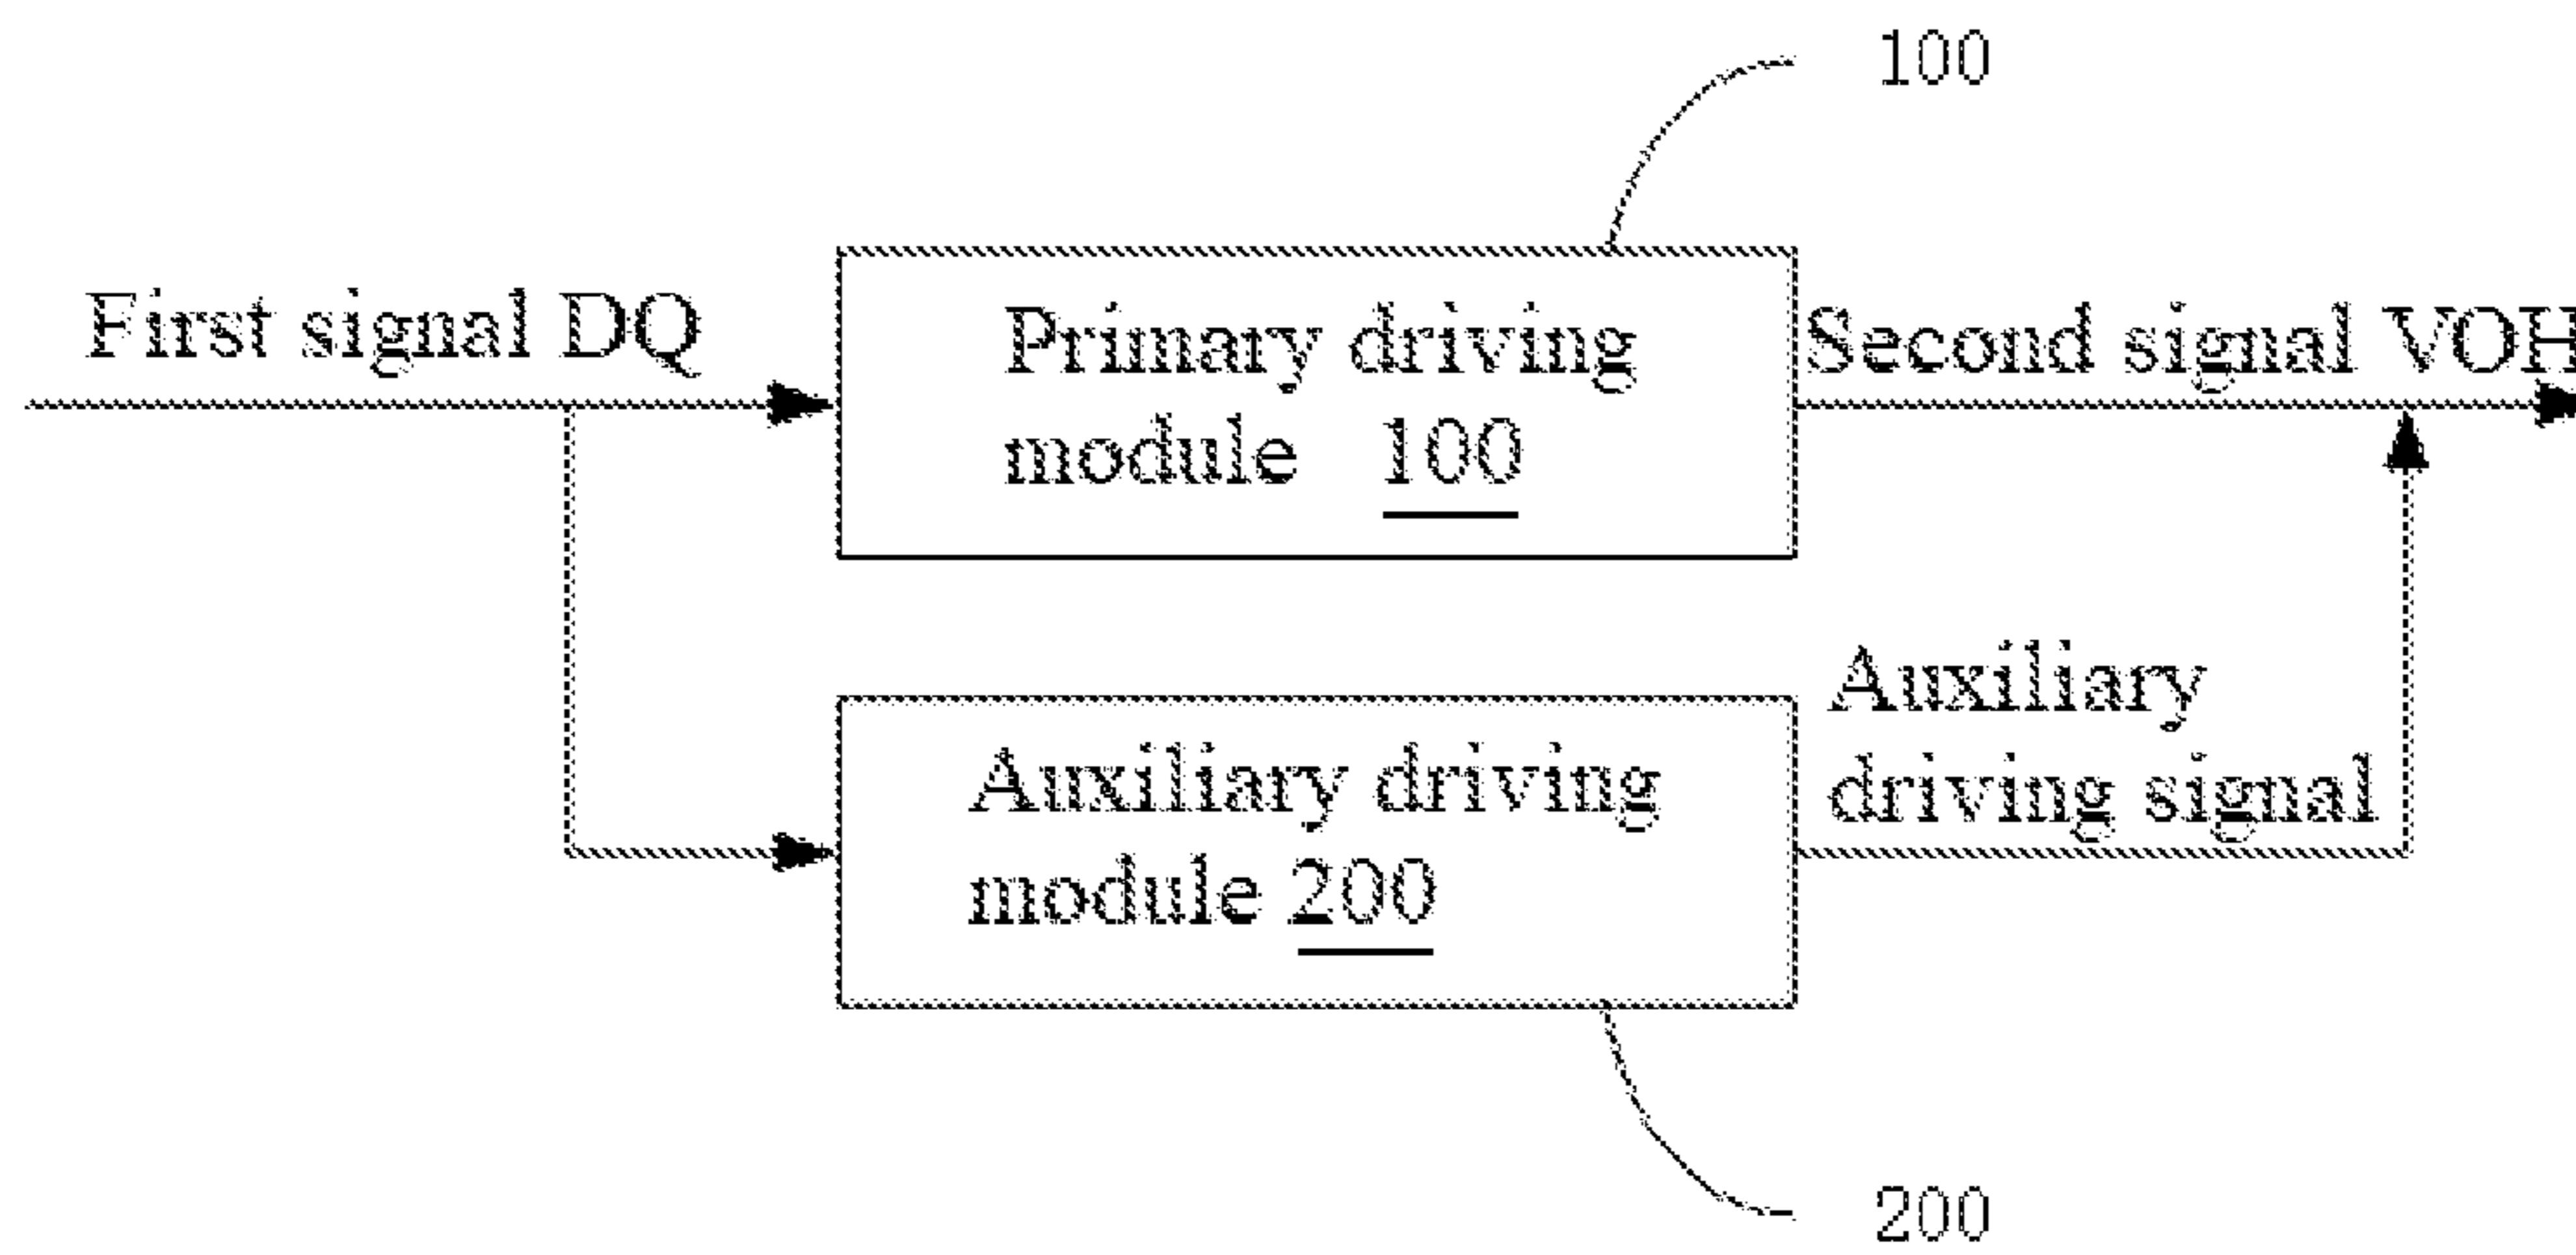 100
First signal DQ
Primary driving
module 100
Second signal VOH
Auxiliary
driving signal
Auxiliary driving
module 200
200